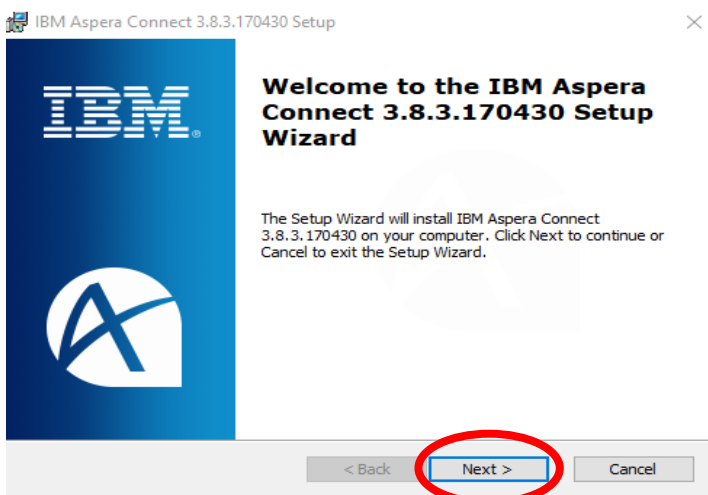 IBM Aspera Connect 3.8.3.170430 Setup
IBM
Welcome to the IBM Aspera
Connect 3.8.3.170430 Setup
Wizard
The Setup Wizard will install IBM Aspera Connect
3.8.3.170430 on your computer. Click Next to continue or
Cancel to exit the Setup Wizard.
< Back Next > Cancel